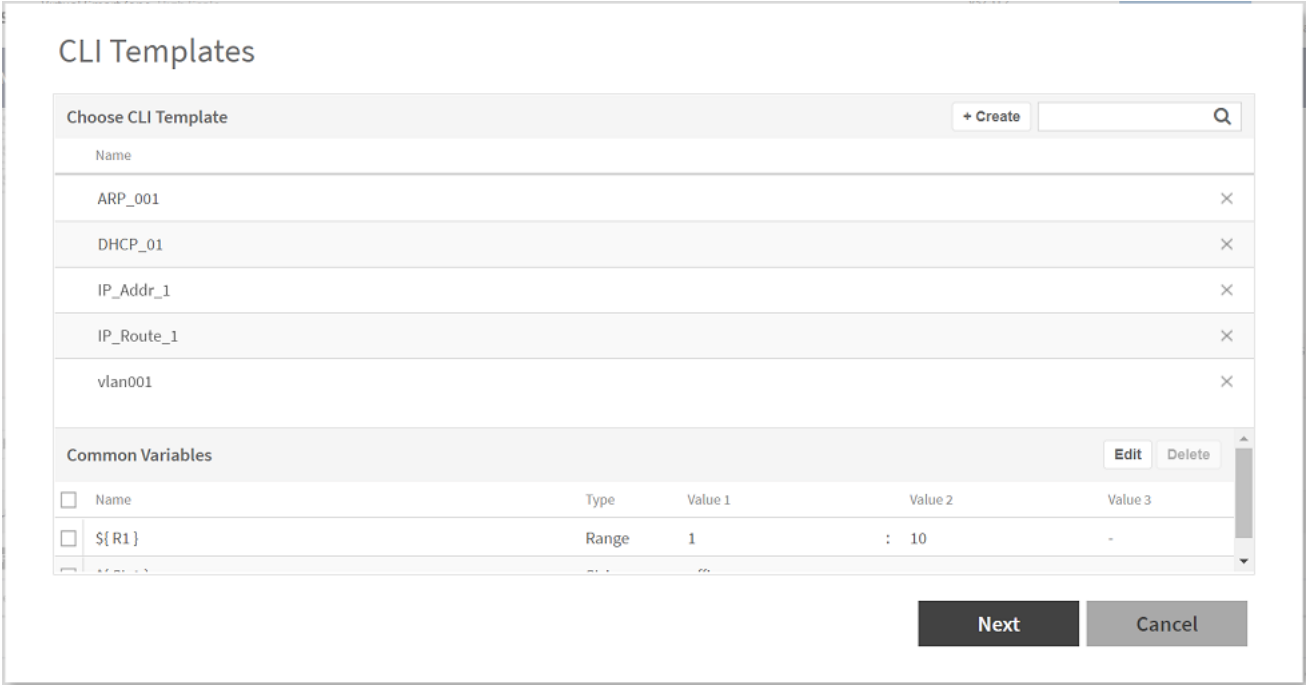 CLI Templates
Choose CLI Template + Create
Name
ARP_001
DHCP_01
IP_Addr_1
IP_Route_1
vlan001
Common Variables Edit Delete
Name Type Value 1 Value 2 Value 3
${ R1 } Range 1 : 10 -
Next Cancel